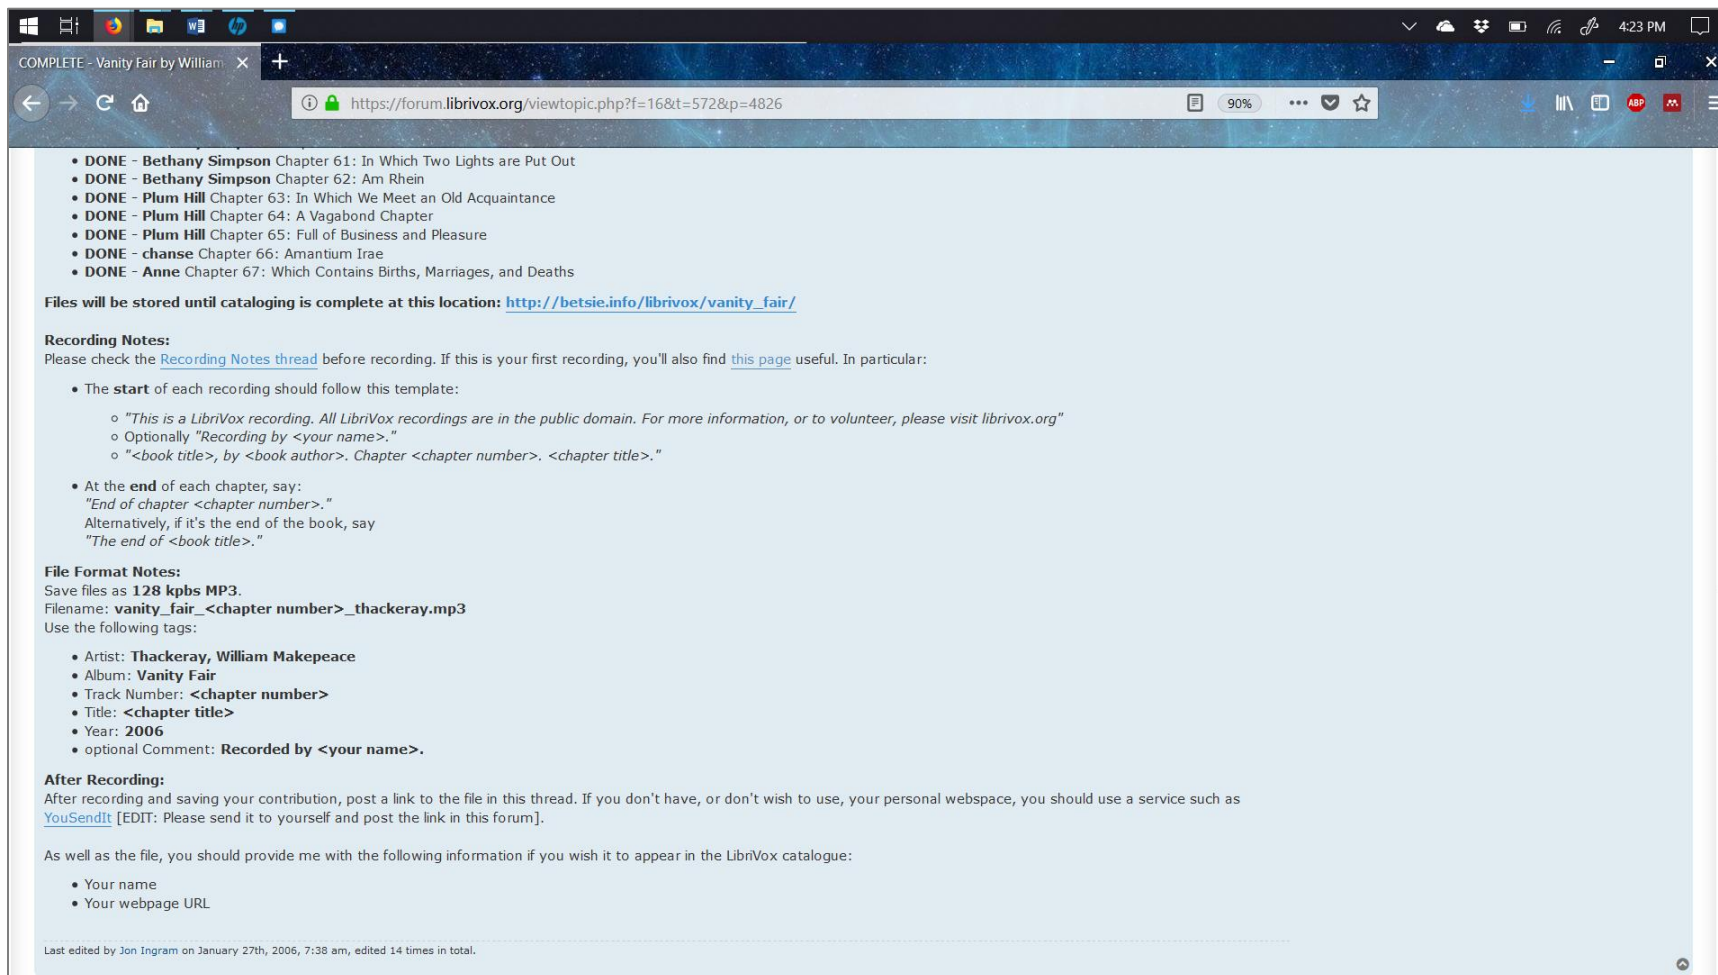 4:23 PM
COMPLETE - Vanity Fair by William
https://forum.librivox.org/viewtopic.php?f=16&t=572&p=4826
90%
ABP
• DONE - Bethany Simpson Chapter 61: In Which Two Lights are Put Out
• DONE - Bethany Simpson Chapter 62: Am Rhein
• DONE - Plum Hill Chapter 63: In Which We Meet an Old Acquaintance
• DONE - Plum Hill Chapter 64: A Vagabond Chapter
• DONE - Plum Hill Chapter 65: Full of Business and Pleasure
• DONE - chanse Chapter 66: Amantium Irae
• DONE - Anne Chapter 67: Which Contains Births, Marriages, and Deaths
Files will be stored until cataloging is complete at this location: http://betsie.info/librivox/vanity_fair/
Recording Notes:
Please check the Recording Notes thread before recording. If this is your first recording, you'll also find this page useful. In particular:
• The start of each recording should follow this template:
"This is a LibriVox recording. All LibriVox recordings are in the public domain. For more information, or to volunteer, please visit librivox.org"
Optionally "Recording by <your name>."
"<book title>, by <book author>. Chapter <chapter number>. <chapter title>."
• At the end of each chapter, say:
"End of chapter <chapter number>."
Alternatively, if it's the end of the book, say
"The end of <book title>."
File Format Notes:
Save files as 128 kpbs MP3.
Filename: vanity_fair_<chapter number>_thackeray.mp3
Use the following tags:
• Artist: Thackeray, William Makepeace
• Album: Vanity Fair
• Track Number: <chapter number>
• Title: <chapter title>
• Year: 2006
• optional Comment: Recorded by <your name>.
After Recording:
After recording and saving your contribution, post a link to the file in this thread. If you don't have, or don't wish to use, your personal webspace, you should use a service such as
YouSendIt [EDIT: Please send it to yourself and post the link in this forum].
As well as the file, you should provide me with the following information if you wish it to appear in the LibriVox catalogue:
• Your name
• Your webpage URL
Last edited by Jon Ingram on January 27th, 2006, 7:38 am, edited 14 times in total.